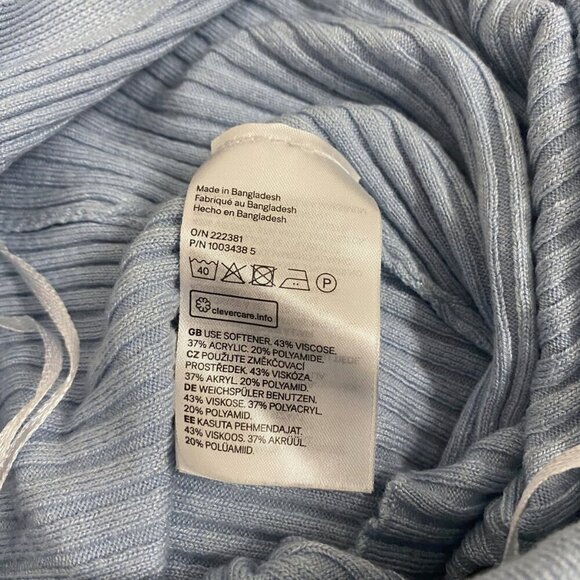 Made in Bangladesh
Fabriqué au Bangladesh
Hecho en Bangladesh
O/N 222381
P/N 1003438 5
40 P
clevercare.info
GB USE SOFTENER. 43% VISCOSE.
37% ACRYLIC. 20% POLYAMIDE.
CZ POUŽIJTE ZMĚKČOVACÍ
PROSTŘEDEK. 43% VISKÓZA.
37% AKRYL. 20% POLYAMID.
DE WEICHSPÜLER BENUTZEN.
43% VISKOSE. 37% POLYACRYL.
20% POLYAMID.
EE KASUTA PEHMENDAJAT.
43% VISKOOS. 37% AKRÜÜL.
20% POLÜAMIID.